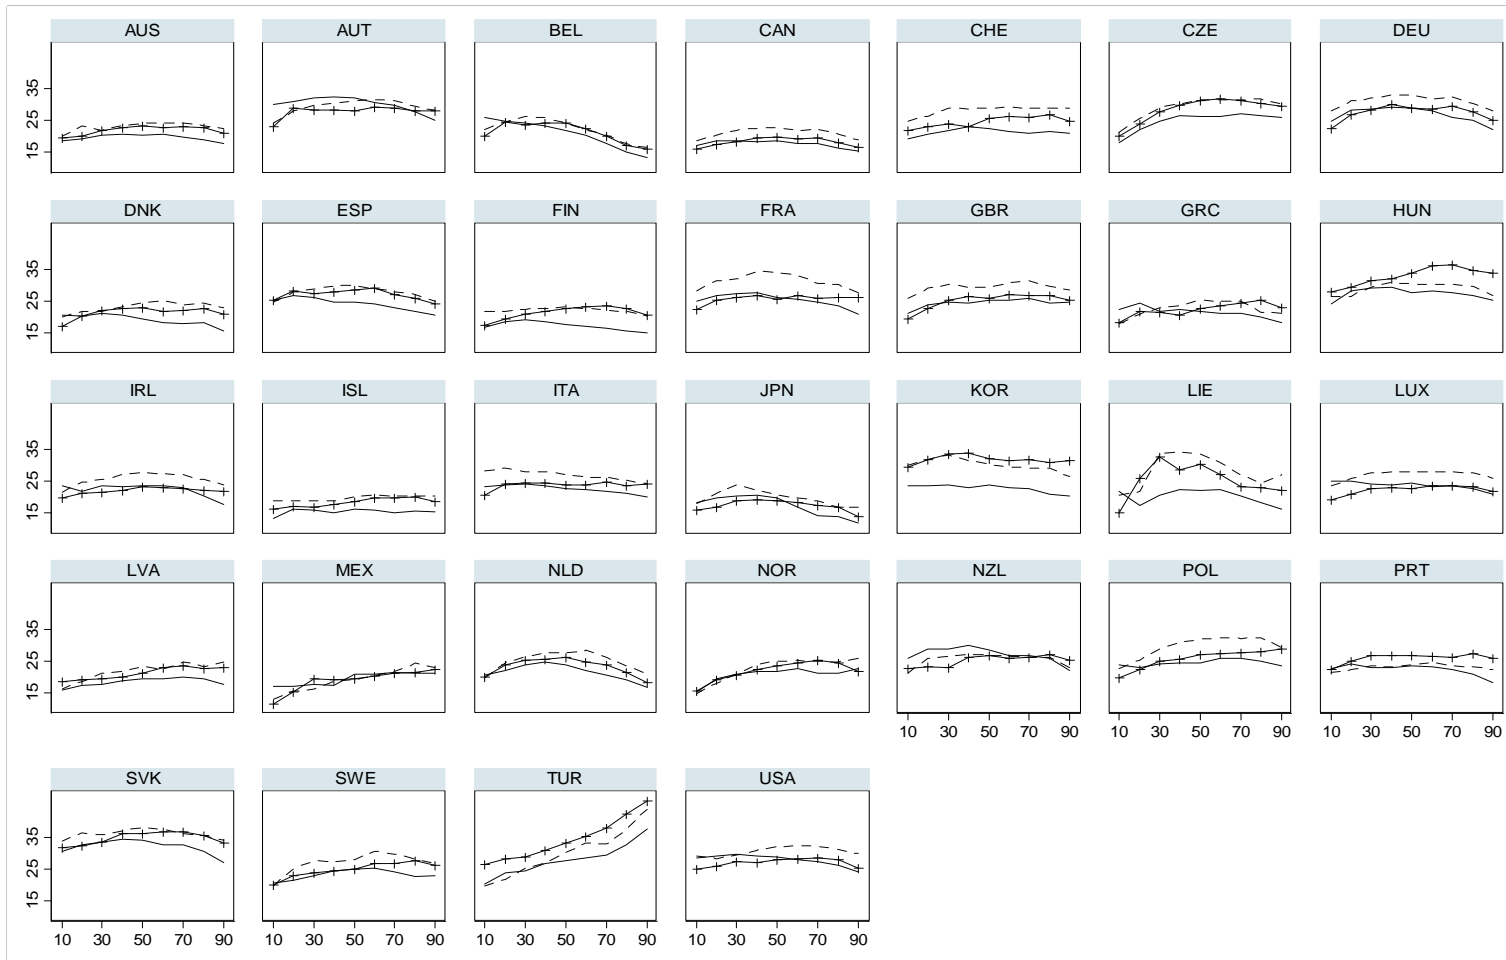 AUS AUT BEL CAN CHE CZE DEU
35
25
15
DNK ESP FIN FRA GBR GRC HUN
35
25
15
IRL ISL ITA JPN KOR LIE LUX
35
25
15
LVA MEX NLD NOR NZL POL PRT
35
25
15
10 30 50 70 90 10 30 50 70 90 10 30 50 70 90
SVK SWE TUR USA
35
25
15
10 30 50 70 90 10 30 50 70 90 10 30 50 70 90 10 30 50 70 90